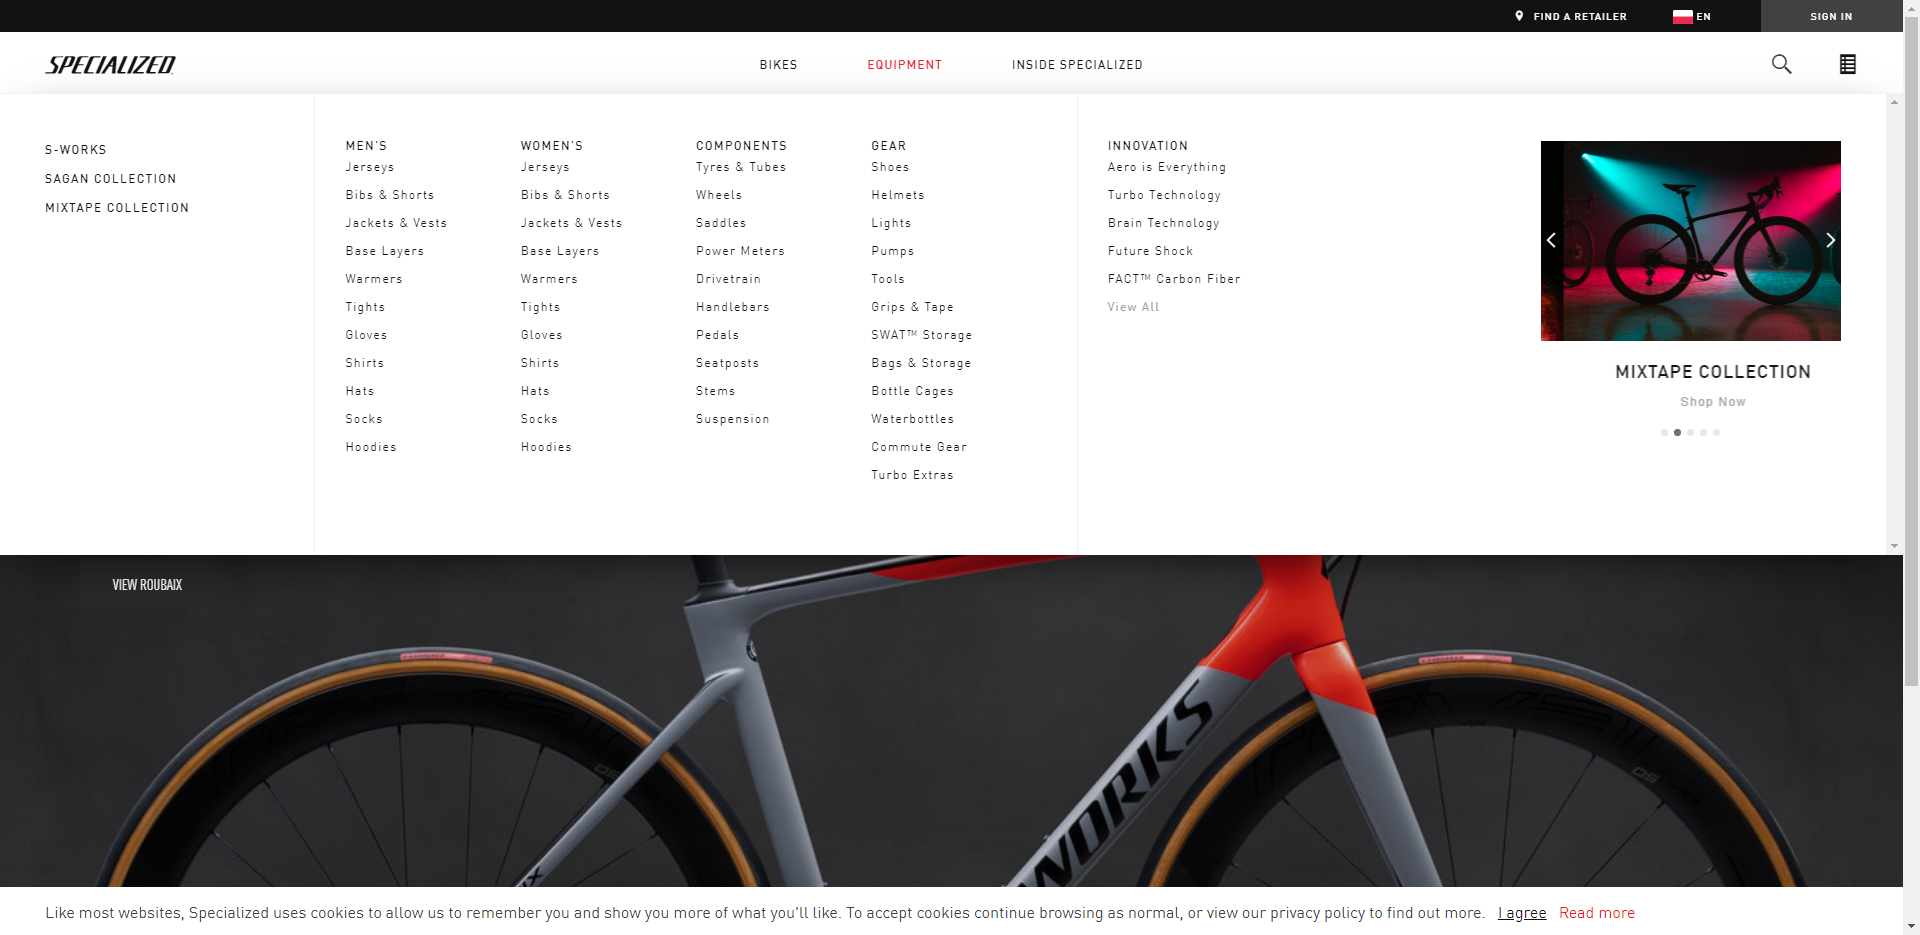 FIND A RETAILER
EN
SIGN IN
SPECIALIZED
BIKES
EQUIPMENT
INSIDE SPECIALIZED
S-WORKS
SAGAN COLLECTION
MIXTAPE COLLECTION
MEN'S
Jerseys
Bibs & Shorts
Jackets & Vests
Base Layers
Warmers
Tights
Gloves
Shirts
Hats
Socks
Hoodies
WOMEN'S
Jerseys
Bibs & Shorts
Jackets & Vests
Base Layers
Warmers
Tights
Gloves
Shirts
Hats
Socks
Hoodies
COMPONENTS
Tyres & Tubes
Wheels
Saddles
Power Meters
Drivetrain
Handlebars
Pedals
Seatposts
Stems
Suspension
GEAR
Shoes
Helmets
Lights
Pumps
Tools
Grips & Tape
SWAT™ Storage
Bags & Storage
Bottle Cages
Waterbottles
Commute Gear
Turbo Extras
INNOVATION
Aero is Everything
Turbo Technology
Brain Technology
Future Shock
FACT™ Carbon Fiber
View All
MIXTAPE COLLECTION
Shop Now
VIEW ROUBAIX
WORKS
Like most websites, Specialized uses cookies to allow us to remember you and show you more of what you'll like. To accept cookies continue browsing as normal, or view our privacy policy to find out more. I agree Read more